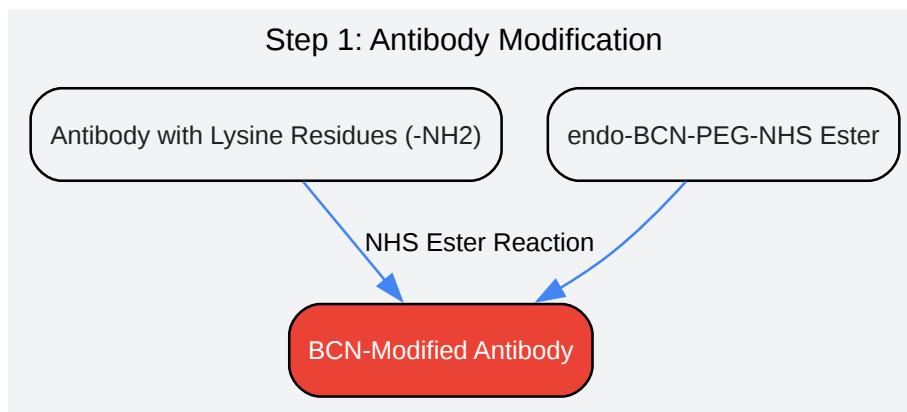 Step 1: Antibody Modification
Antibody with Lysine Residues (-NH2)
endo-BCN-PEG-NHS Ester
NHS Ester Reaction
BCN-Modified Antibody